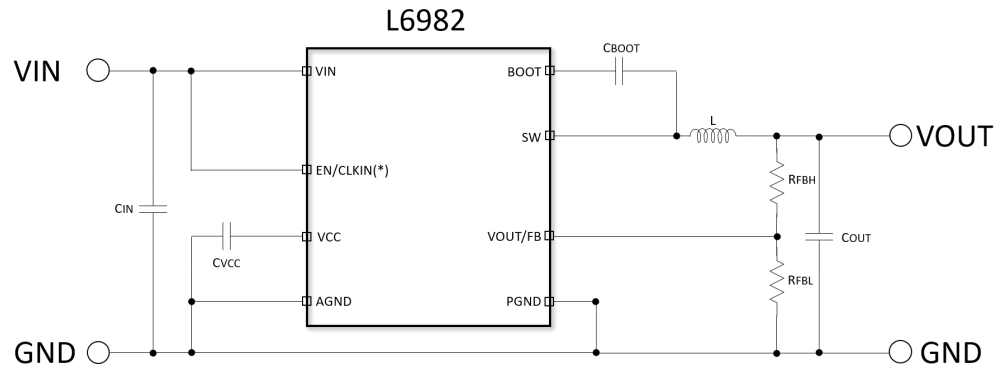 L6982
CBOOT
VIN
VIN
BOOT
L
SW
VOUT
EN/CLKIN(*)
RFBH
CIN
VCC
VOUT/FB
COUT
CVCC
RFBL
AGND
PGND
GND
GND